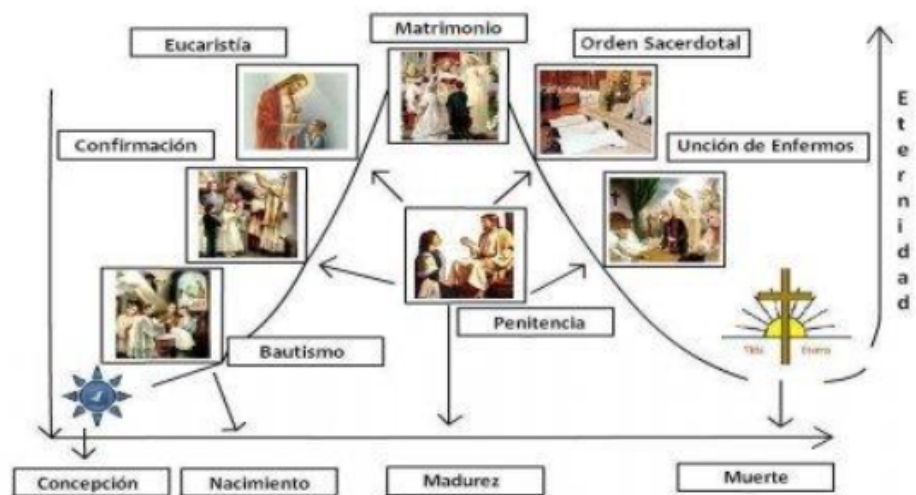 Matrimonio
Eucaristía
Orden Sacerdotal
Confirmación
Unción de Enfermos
Eternidad
Penitencia
Bautismo
Concepción
Nacimiento
Madurez
Muerte